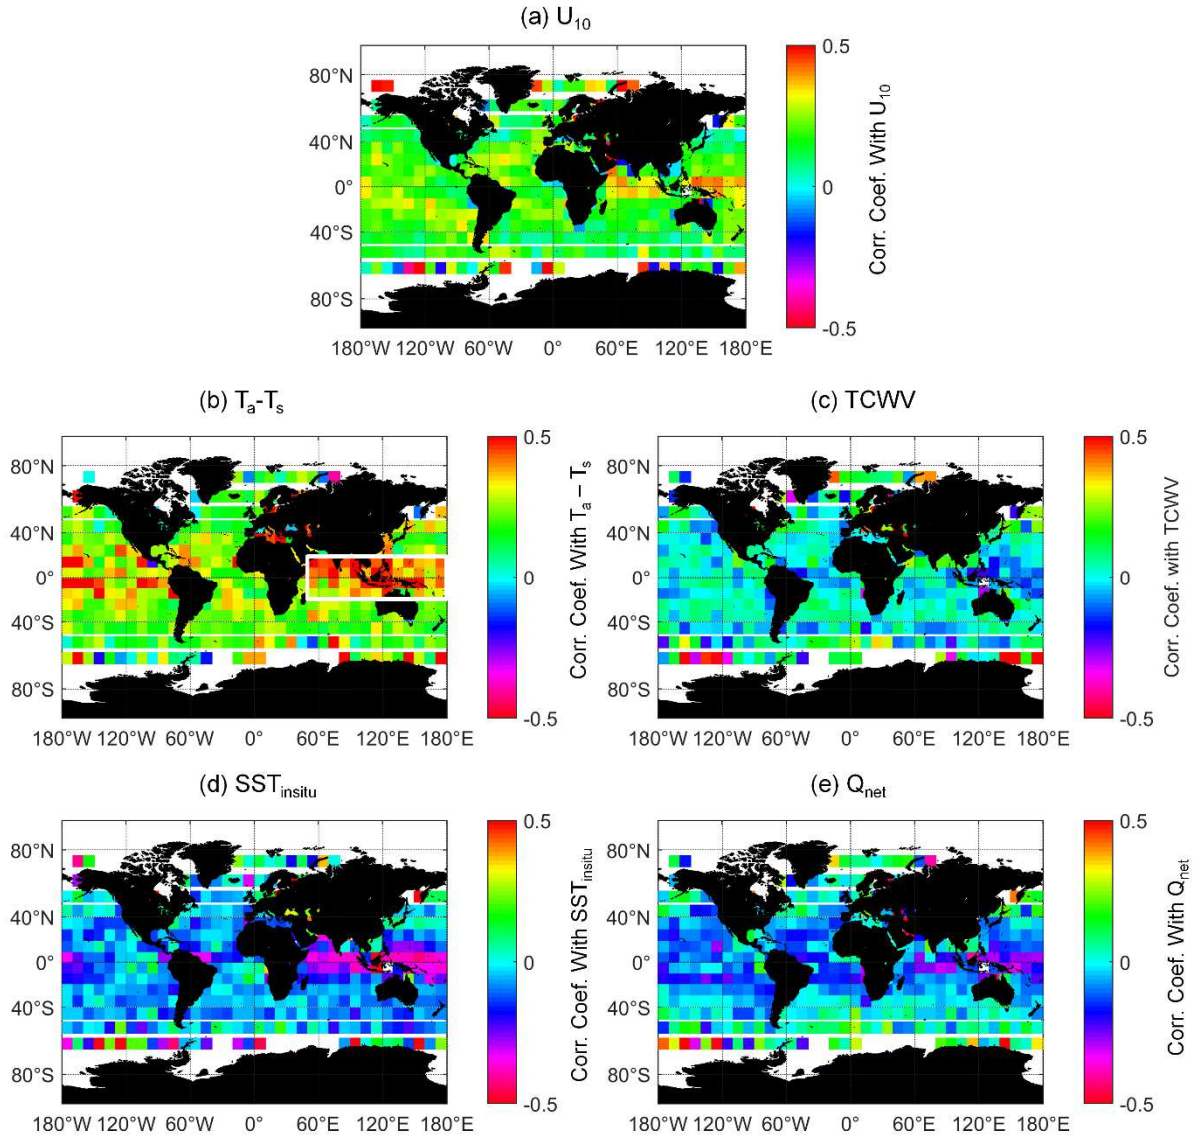 (a) U10
80°N
40°N
0°
40°S
80°S
180°W 120°W 60°W 0° 60°E 120°E 180°E
0.5
0
-0.5
Corr. Coef. With U10
(b) Ta-Ts
80°N
40°N
0°
40°S
80°S
180°W 120°W 60°W 0° 60°E 120°E 180°E
0.5
0
-0.5
Corr. Coef. With Ta – Ts
(c) TCWV
80°N
40°N
0°
40°S
80°S
180°W 120°W 60°W 0° 60°E 120°E 180°E
0.5
0
-0.5
Corr. Coef. with TCWV
(d) SSTinsitu
80°N
40°N
0°
40°S
80°S
180°W 120°W 60°W 0° 60°E 120°E 180°E
0.5
0
-0.5
Corr. Coef. With SSTinsitu
(e) Qnet
80°N
40°N
0°
40°S
80°S
180°W 120°W 60°W 0° 60°E 120°E 180°E
0.5
0
-0.5
Corr. Coef. With Qnet